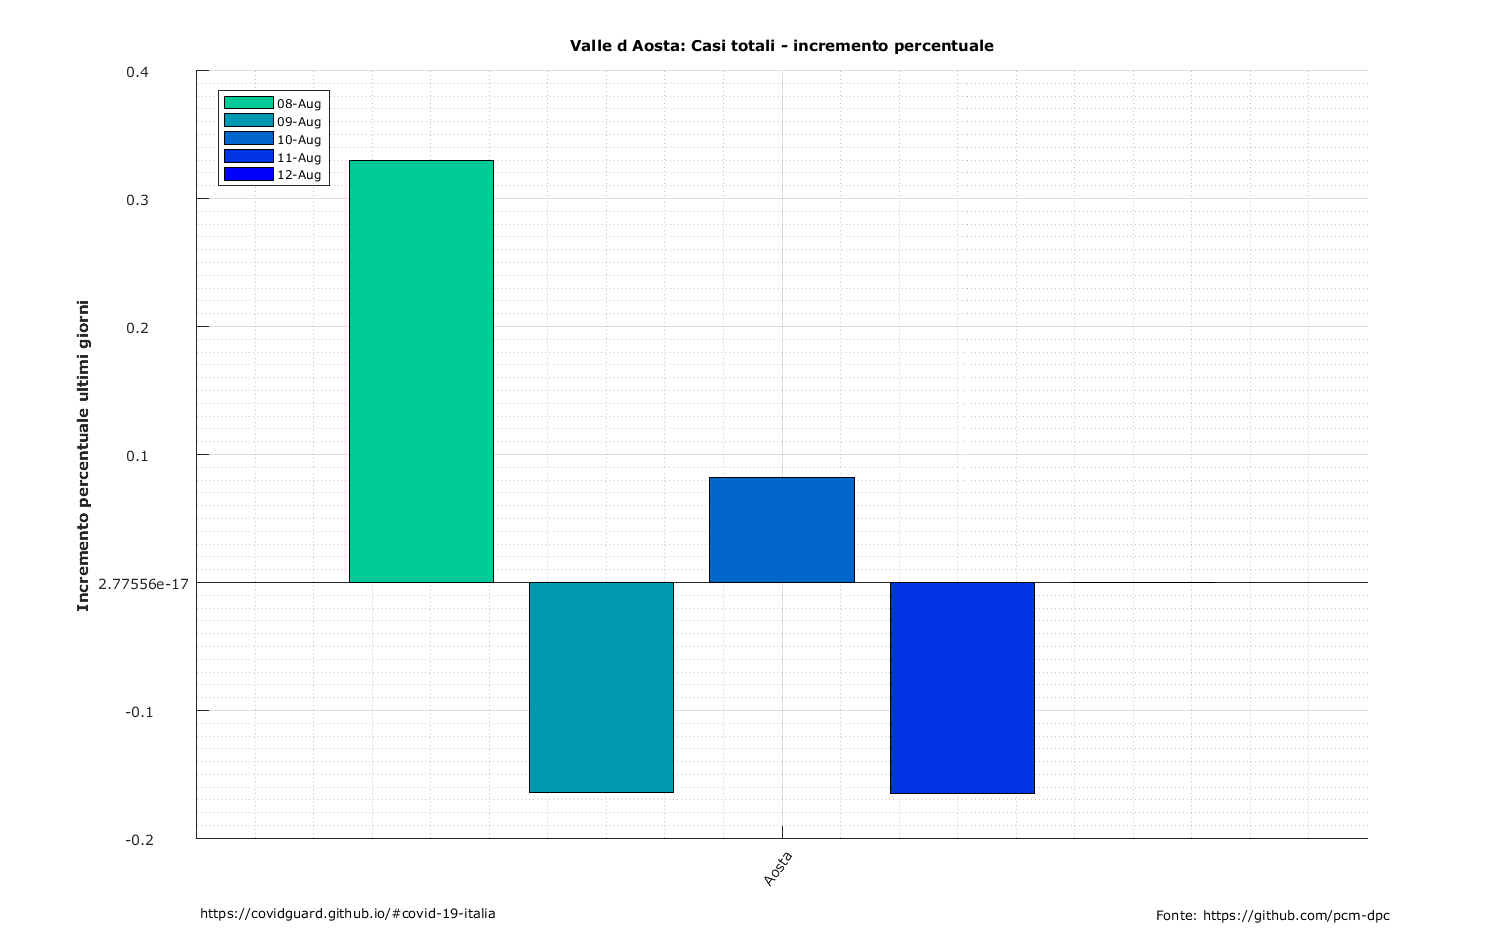 Valle d Aosta: Casi totali - incremento percentuale
0.4
08-Aug
09-Aug
10-Aug
11-Aug
12-Aug
0.3
0.2
0.1
2.77556e-17
-0.1
-0.2
Incremento percentuale ultimi giorni
Aosta
https://covidguard.github.io/#covid-19-italia
Fonte: https://github.com/pcm-dpc